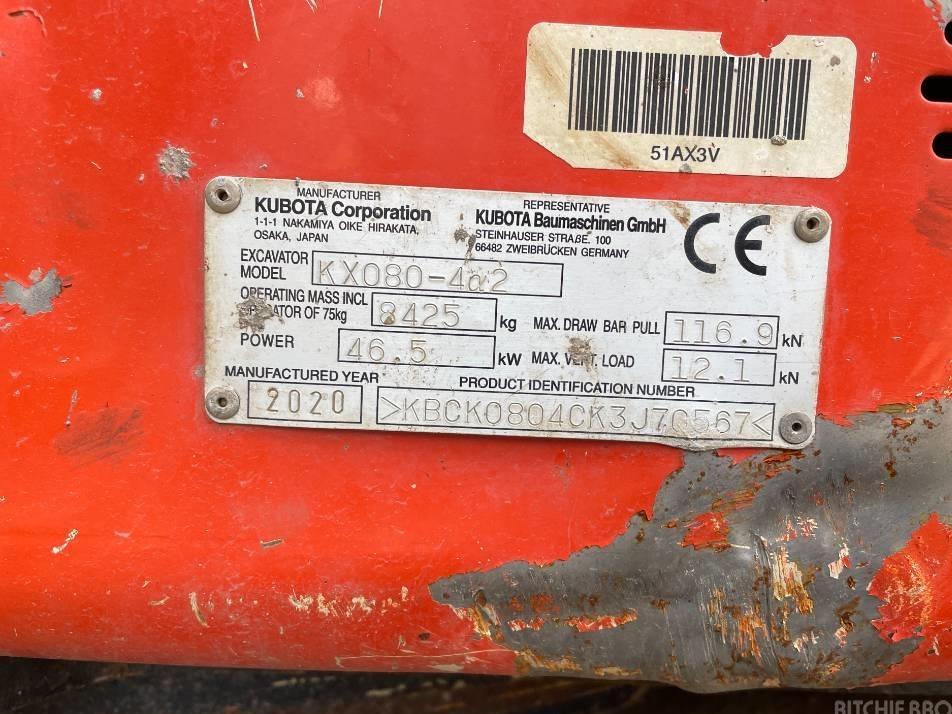 51AX3V
MANUFACTURER
KUBOTA Corporation
1-1-1 NAKAMIYA OIKE HIRAKATA,
OSAKA, JAPAN
REPRESENTATIVE
KUBOTA Baumaschinen GmbH
STEINHAUSER STRAßE 100
66482 ZWEIBRÜCKEN GERMANY
CE
EXCAVATOR
MODEL KX080-4α2
OPERATING MASS INCL
OF 75kg 8425 kg
MAX. DRAW BAR PULL 116.9 kN
POWER 46.5 kW
MAX. VERT. LOAD 12.1 kN
MANUFACTURED YEAR
2020
PRODUCT IDENTIFICATION NUMBER
>KBCK0804CK3J70567<